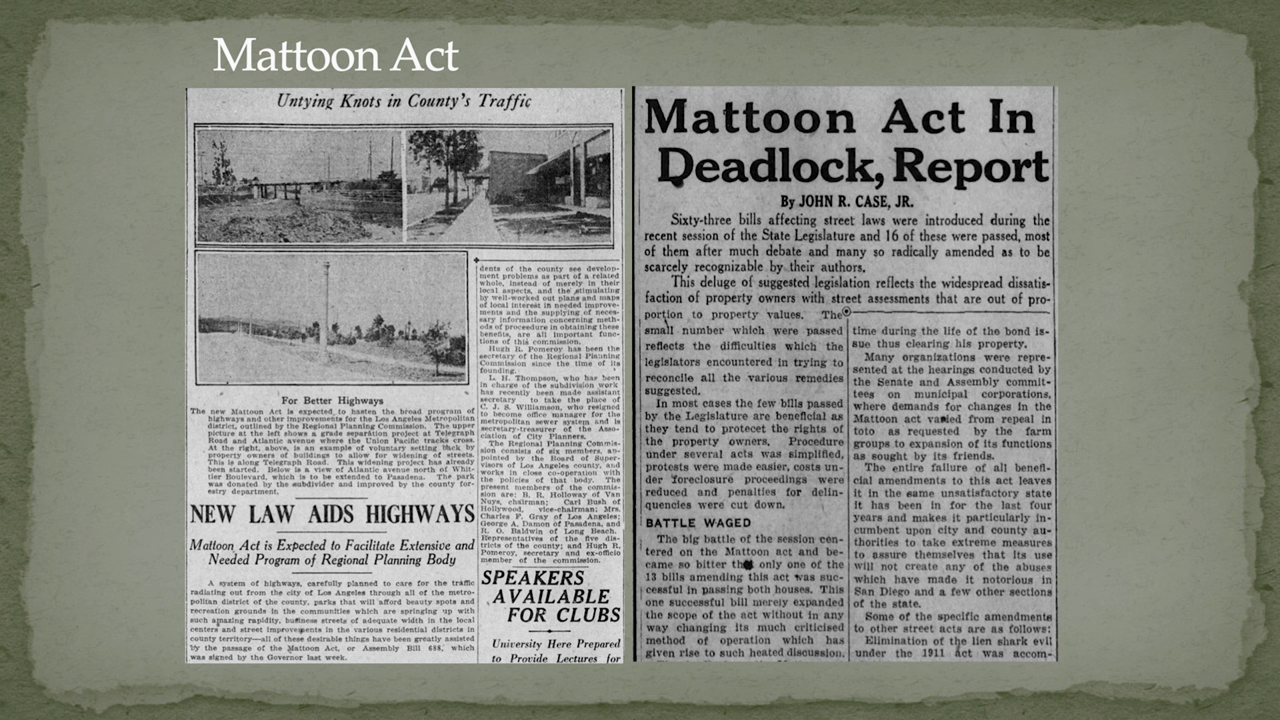 Mattoon Act
Untying Knots in County's Traffic
For Better Highways
The new Mattoon Act is expected to hasten the broad program of
highways and other improvements for the Los Angeles Metropolitan
district, outlined by the Regional Planning Commission. The upper
picture at the left shows a grade separation project at Telegraph
Road and Atlantic avenue where the Union Pacific tracks cross.
At the right, above, is an example of voluntary setting back by
property owners of buildings to allow for widening of streets.
This is along Telegraph Road. This widening project has already
been started. Below is a view of Atlantic avenue north of Whit-
tier Boulevard, which is to be extended to Pasadena. The park
was donated by the subdivider and improved by the county for-
estry department.
NEW LAW AIDS HIGHWAYS
Mattoon Act is Expected to Facilitate Extensive and
Needed Program of Regional Planning Body
A system of highways, carefully planned to care for the traffic
radiating out from the city of Los Angeles through all of the metro-
politan district of the county, parks that will afford beauty spots and
recreation grounds in the communities which are springing up with
such amazing rapidity, business streets of adequate width in the local
centers and street improvements in the various residential districts in
county territory—all of these desirable things have been greatly assisted
by the passage of the Mattoon Act, or Assembly Bill 688, which
was signed by the Governor last week.
dents of the county see develop-
ment problems as part of a related
whole, instead of merely in their
local aspects, and the stimulating
by well-worked out plans and maps
of local interest in needed improve-
ments and the supplying of neces-
sary information concerning meth-
ods of procedure in obtaining these
benefits, are all important func-
tions of this commission.
Hugh R. Pomeroy has been the
secretary of the Regional Planning
Commission since the time of its
founding.
L. H. Thompson, who has been
in charge of the subdivision work
has recently been made assistant
secretary to take the place of
C. J. S. Williamson, who resigned
to become office manager for the
metropolitan sewer system and is
secretary-treasurer of the Asso-
ciation of City Planners.
The Regional Planning Commis-
sion consists of six members, ap-
pointed by the Board of Super-
visors of Los Angeles county, and
works in close co-operation with
the policies of that body. The
present members of the commis-
sion are: B. R. Holloway of Van
Nuys, chairman; Carl Bush of
Hollywood, vice-chairman; Mrs.
Charles F. Gray of Los Angeles;
George A. Damon of Pasadena, and
R. O. Baldwin of Long Beach.
Representatives of the five dis-
tricts of the county; and Hugh R.
Pomeroy, secretary and ex-officio
member of the commission.
SPEAKERS
AVAILABLE
FOR CLUBS
University Here Prepared
to Provide Lectures for
Mattoon Act In
Deadlock, Report
By JOHN R. CASE, JR.
Sixty-three bills affecting street laws were introduced during the
recent session of the State Legislature and 16 of these were passed, most
of them after much debate and many so radically amended as to be
scarcely recognizable by their authors.
This deluge of suggested legislation reflects the widespread dissatis-
faction of property owners with street assessments that are out of pro-
portion to property values. The
small number which were passed
reflects the difficulties which the
legislators encountered in trying to
reconcile all the various remedies
suggested.
In most cases the few bills passed
by the Legislature are beneficial as
they tend to protecet the rights of
the property owners. Procedure
under several acts was simplified,
protests were made easier, costs un-
der foreclosure proceedings were
reduced and penalties for delin-
quencies were cut down.
BATTLE WAGED
The big battle of the session cen-
tered on the Mattoon act and be-
came so bitter that only one of the
13 bills amending this act was suc-
cessful in passing both houses. This
one successful bill merely expanded
the scope of the act without in any
way changing its much criticised
method of operation which has
given rise to such heated discussion.
time during the life of the bond is-
sue thus clearing his property.
Many organizations were repre-
sented at the hearings conducted by
the Senate and Assembly commit-
tees on municipal corporations,
where demands for changes in the
Mattoon act varied from repeal in
toto as requested by the farm
groups to expansion of its functions
as sought by its friends.
The entire failure of all benefi-
cial amendments to this act leaves
it in the same unsatisfactory state
it has been in for the last four
years and makes it particularly in-
cumbent upon city and county au-
thorities to take extreme measures
to assure themselves that its use
will not create any of the abuses
which have made it notorious in
San Diego and a few other sections
of the state.
Some of the specific amendments
to other street acts are as follows:
Elimination of the lien shark evil
under the 1911 Act was accom-